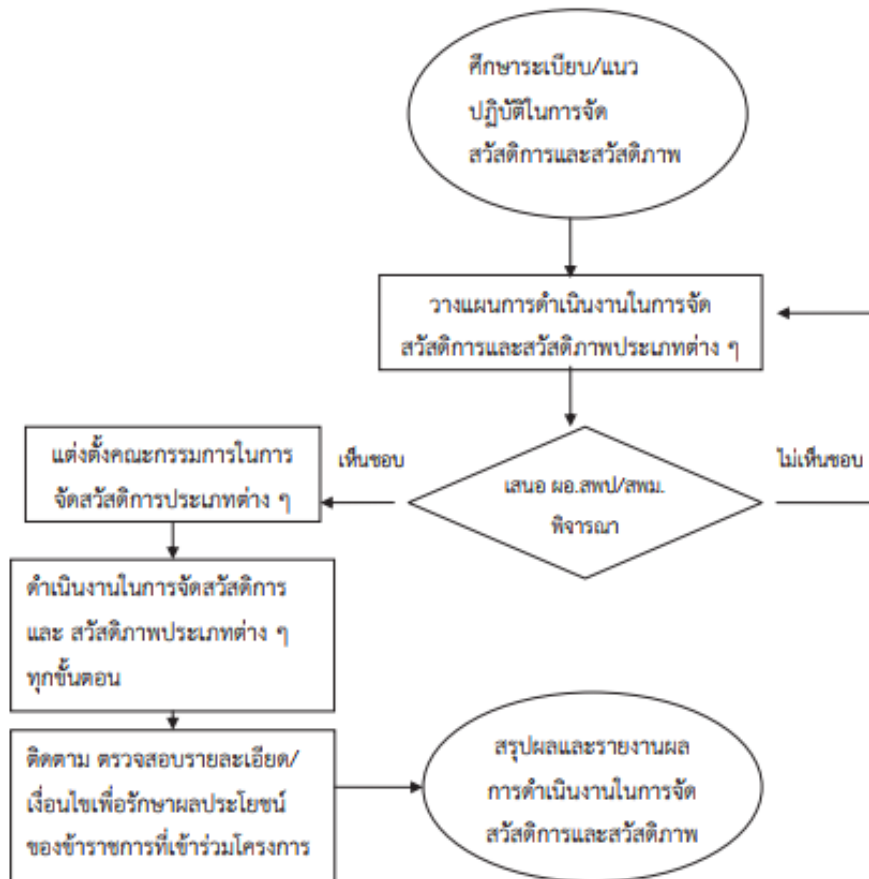 ศึกษาระเบียบ/แนว
ปฏิบัติในการจัด
สวัสดิการและสวัสดิภาพ
วางแผนการดำเนินงานในการจัด
สวัสดิการและสวัสดิภาพประเภทต่าง ๆ
เสนอ ผอ.สพป/สพม.
พิจารณา
ไม่เห็นชอบ
เห็นชอบ
แต่งตั้งคณะกรรมการในการ
จัดสวัสดิการประเภทต่าง ๆ
ดำเนินงานในการจัดสวัสดิการ
และ สวัสดิภาพประเภทต่าง ๆ
ทุกขั้นตอน
ติดตาม ตรวจสอบรายละเอียด/
เงื่อนไขเพื่อรักษาผลประโยชน์
ของข้าราชการที่เข้าร่วมโครงการ
สรุปผลและรายงานผล
การดำเนินงานในการจัด
สวัสดิการและสวัสดิภาพ